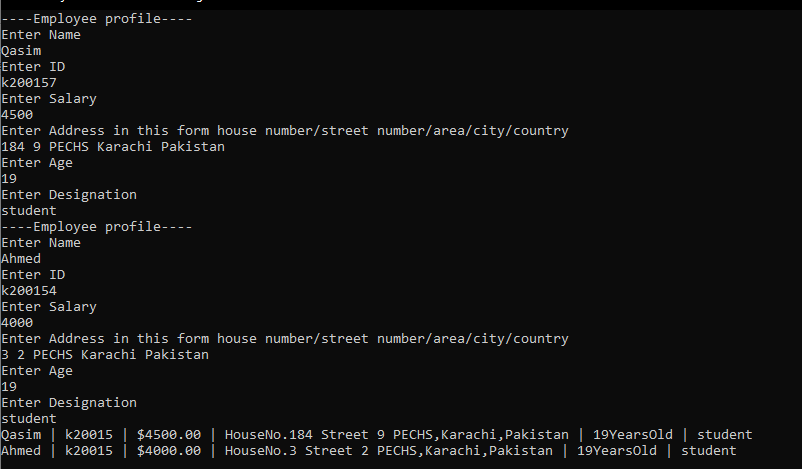 ----Employee profile----
Enter Name
Qasim
Enter ID
k200157
Enter Salary
4500
Enter Address in this form house number/street number/area/city/country
184 9 PECHS Karachi Pakistan
Enter Age
19
Enter Designation
student
----Employee profile----
Enter Name
Ahmed
Enter ID
k200154
Enter Salary
4000
Enter Address in this form house number/street number/area/city/country
3 2 PECHS Karachi Pakistan
Enter Age
19
Enter Designation
student
Qasim | k20015 | $4500.00 | HouseNo.184 Street 9 PECHS,Karachi,Pakistan | 19YearsOld | student
Ahmed | k20015 | $4000.00 | HouseNo.3 Street 2 PECHS,Karachi,Pakistan | 19YearsOld | student